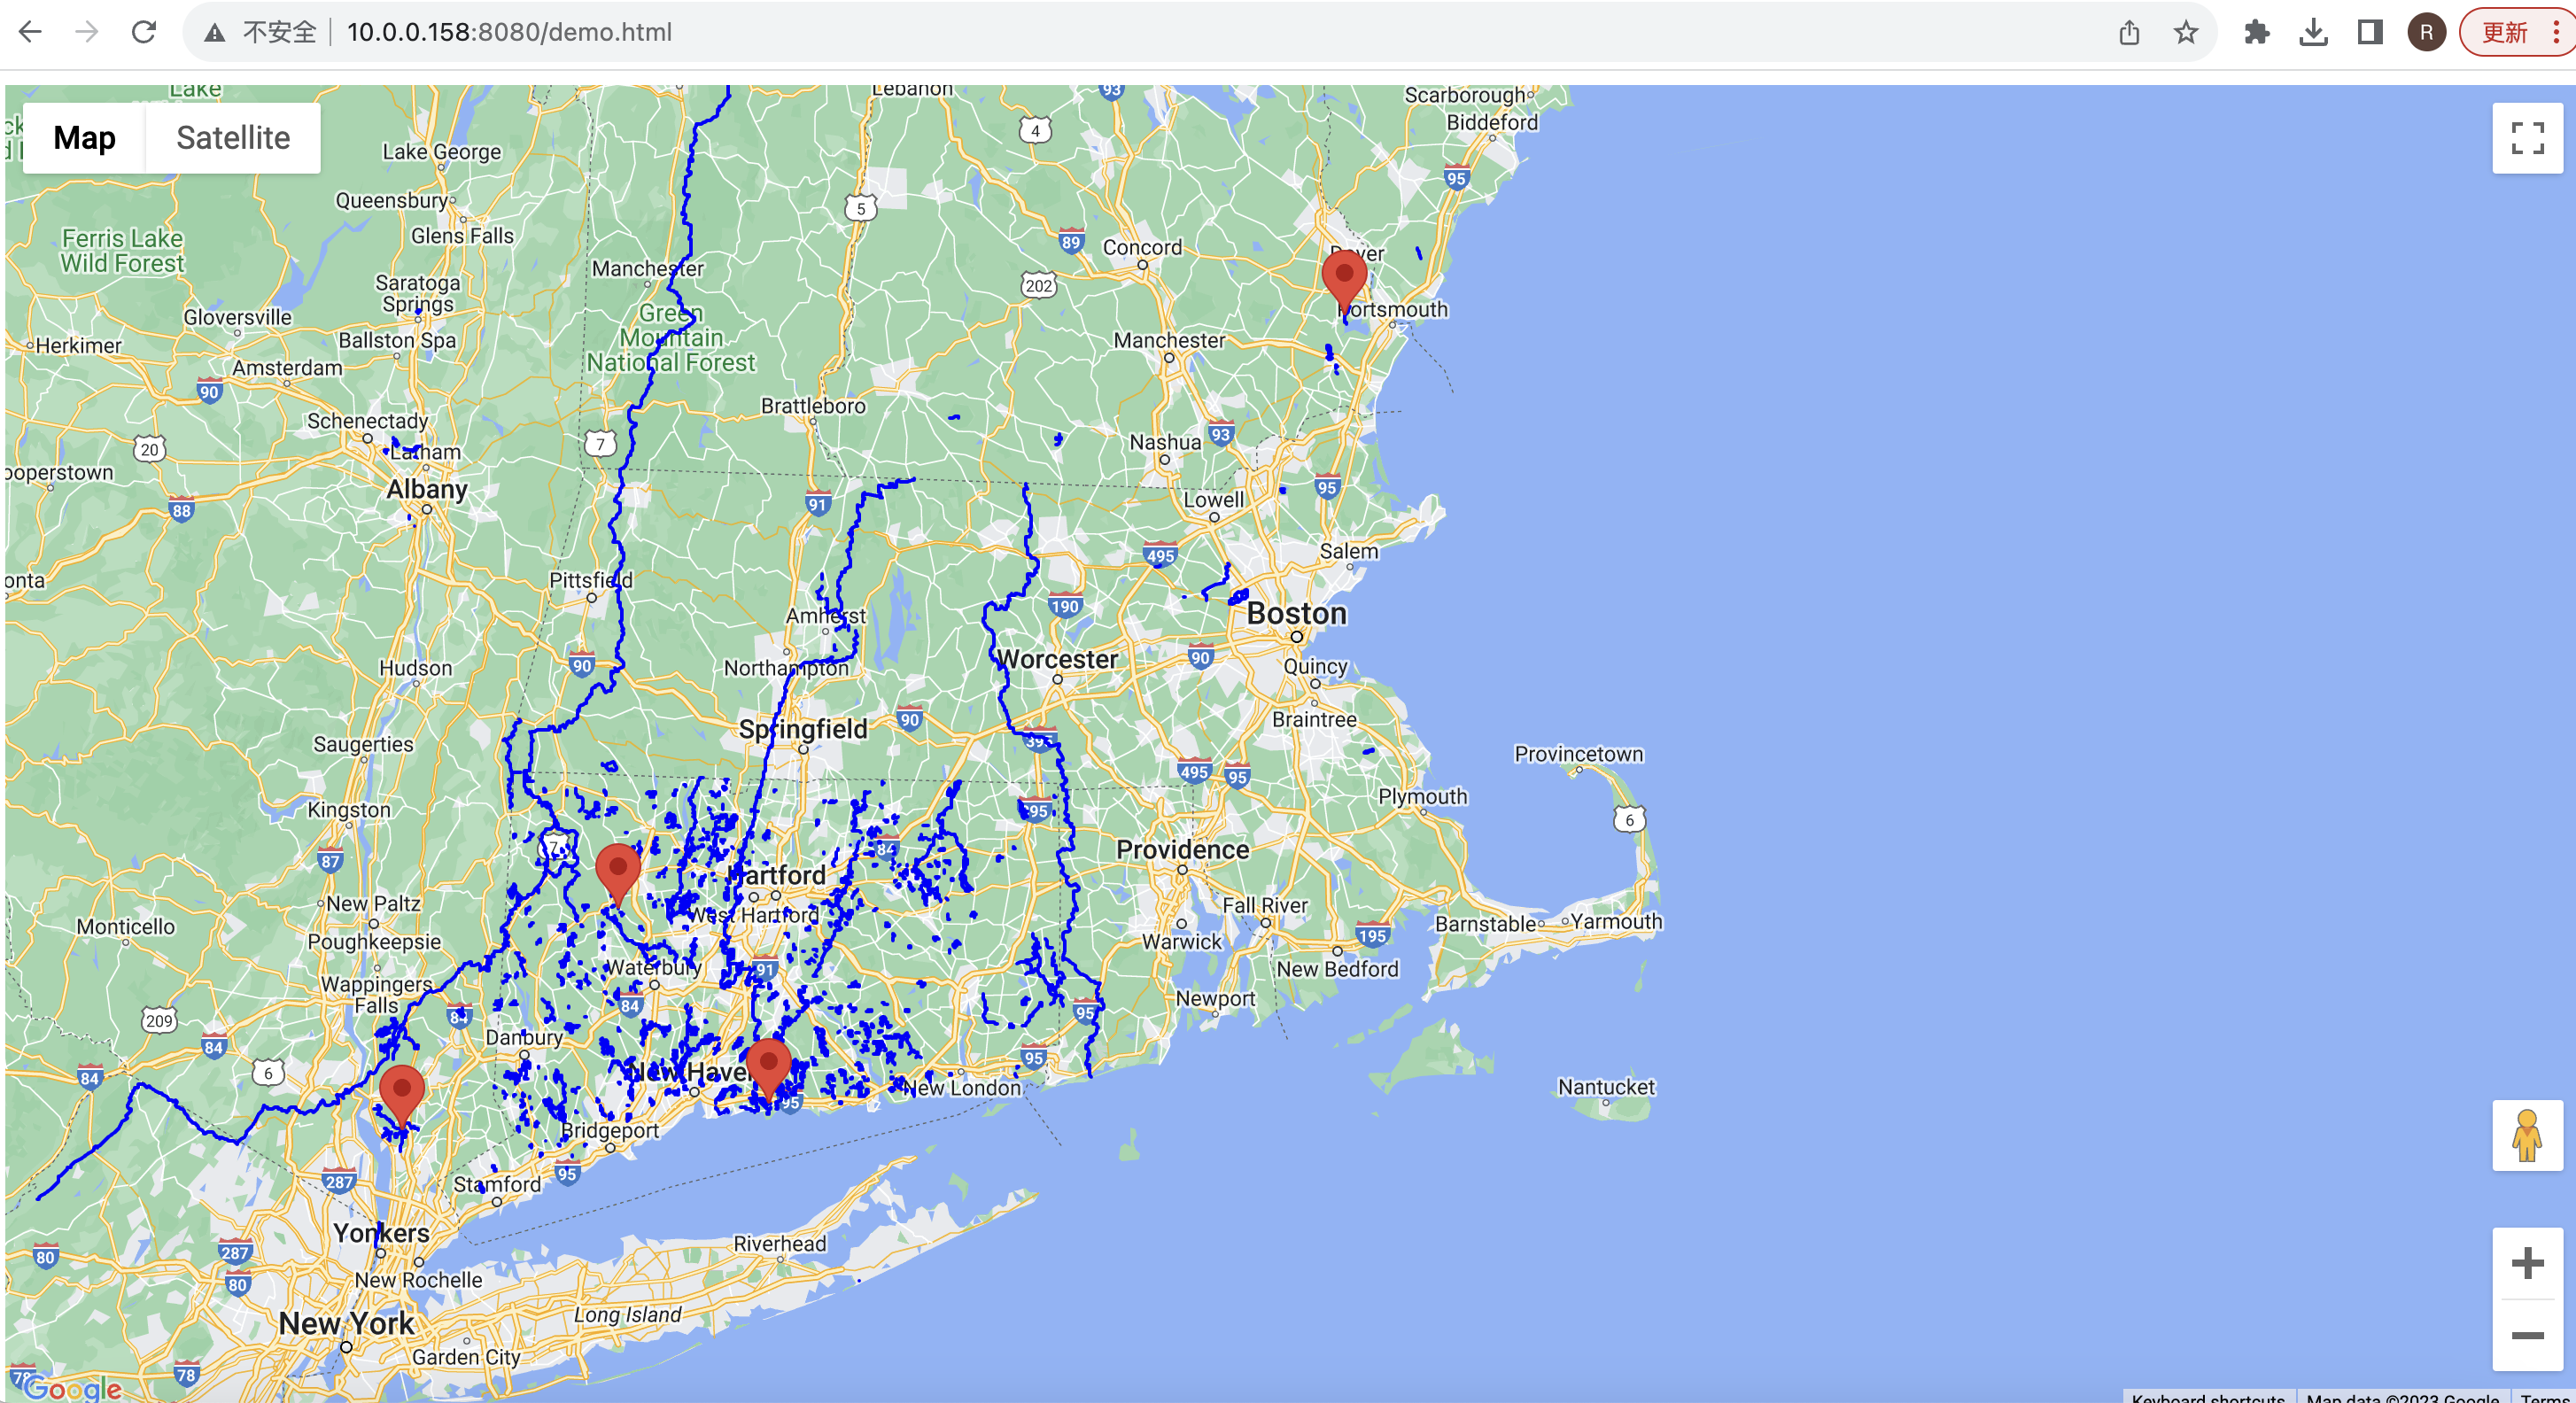 不安全
10.0.0.158:8080/demo.html
R
更新
Map
Satellite
Lake
Lebanon
93
Scarborough
Biddeford
4
Lake George
95
Queensbury
5
Glens Falls
Ferris Lake
Wild Forest
89
Concord
Dover
Manchester
Saratoga
Springs
202
Gloversville
Green
Mountain
National Forest
Portsmouth
Herkimer
Ballston Spa
Manchester
Amsterdam
90
Brattleboro
Schenectady
20
7
93
Nashua
Latham
ooperstown
Albany
91
95
Lowell
88
495
Salem
onta
Pittsfield
190
Amherst
Boston
Hudson
90
Northampton
Worcester
90
Quincy
Springfield
90
Braintree
Saugerties
395
Provincetown
495
95
Kingston
Plymouth
6
7
84
87
Providence
Hartford
New Paltz
West Hartford
Fall River
Monticello
Barnstable
Yarmouth
Poughkeepsie
Warwick
195
Waterbury
91
New Bedford
Wappingers
Falls
84
Newport
209
84
95
Danbury
84
6
95
84
New Haven
New London
95
Nantucket
Bridgeport
287
95
Stamford
Yonkers
80
287
Riverhead
80
New Rochelle
Long Island
New York
Garden City
78
78
Google
Keyboard shortcuts
Map data ©2023 Google
Terms